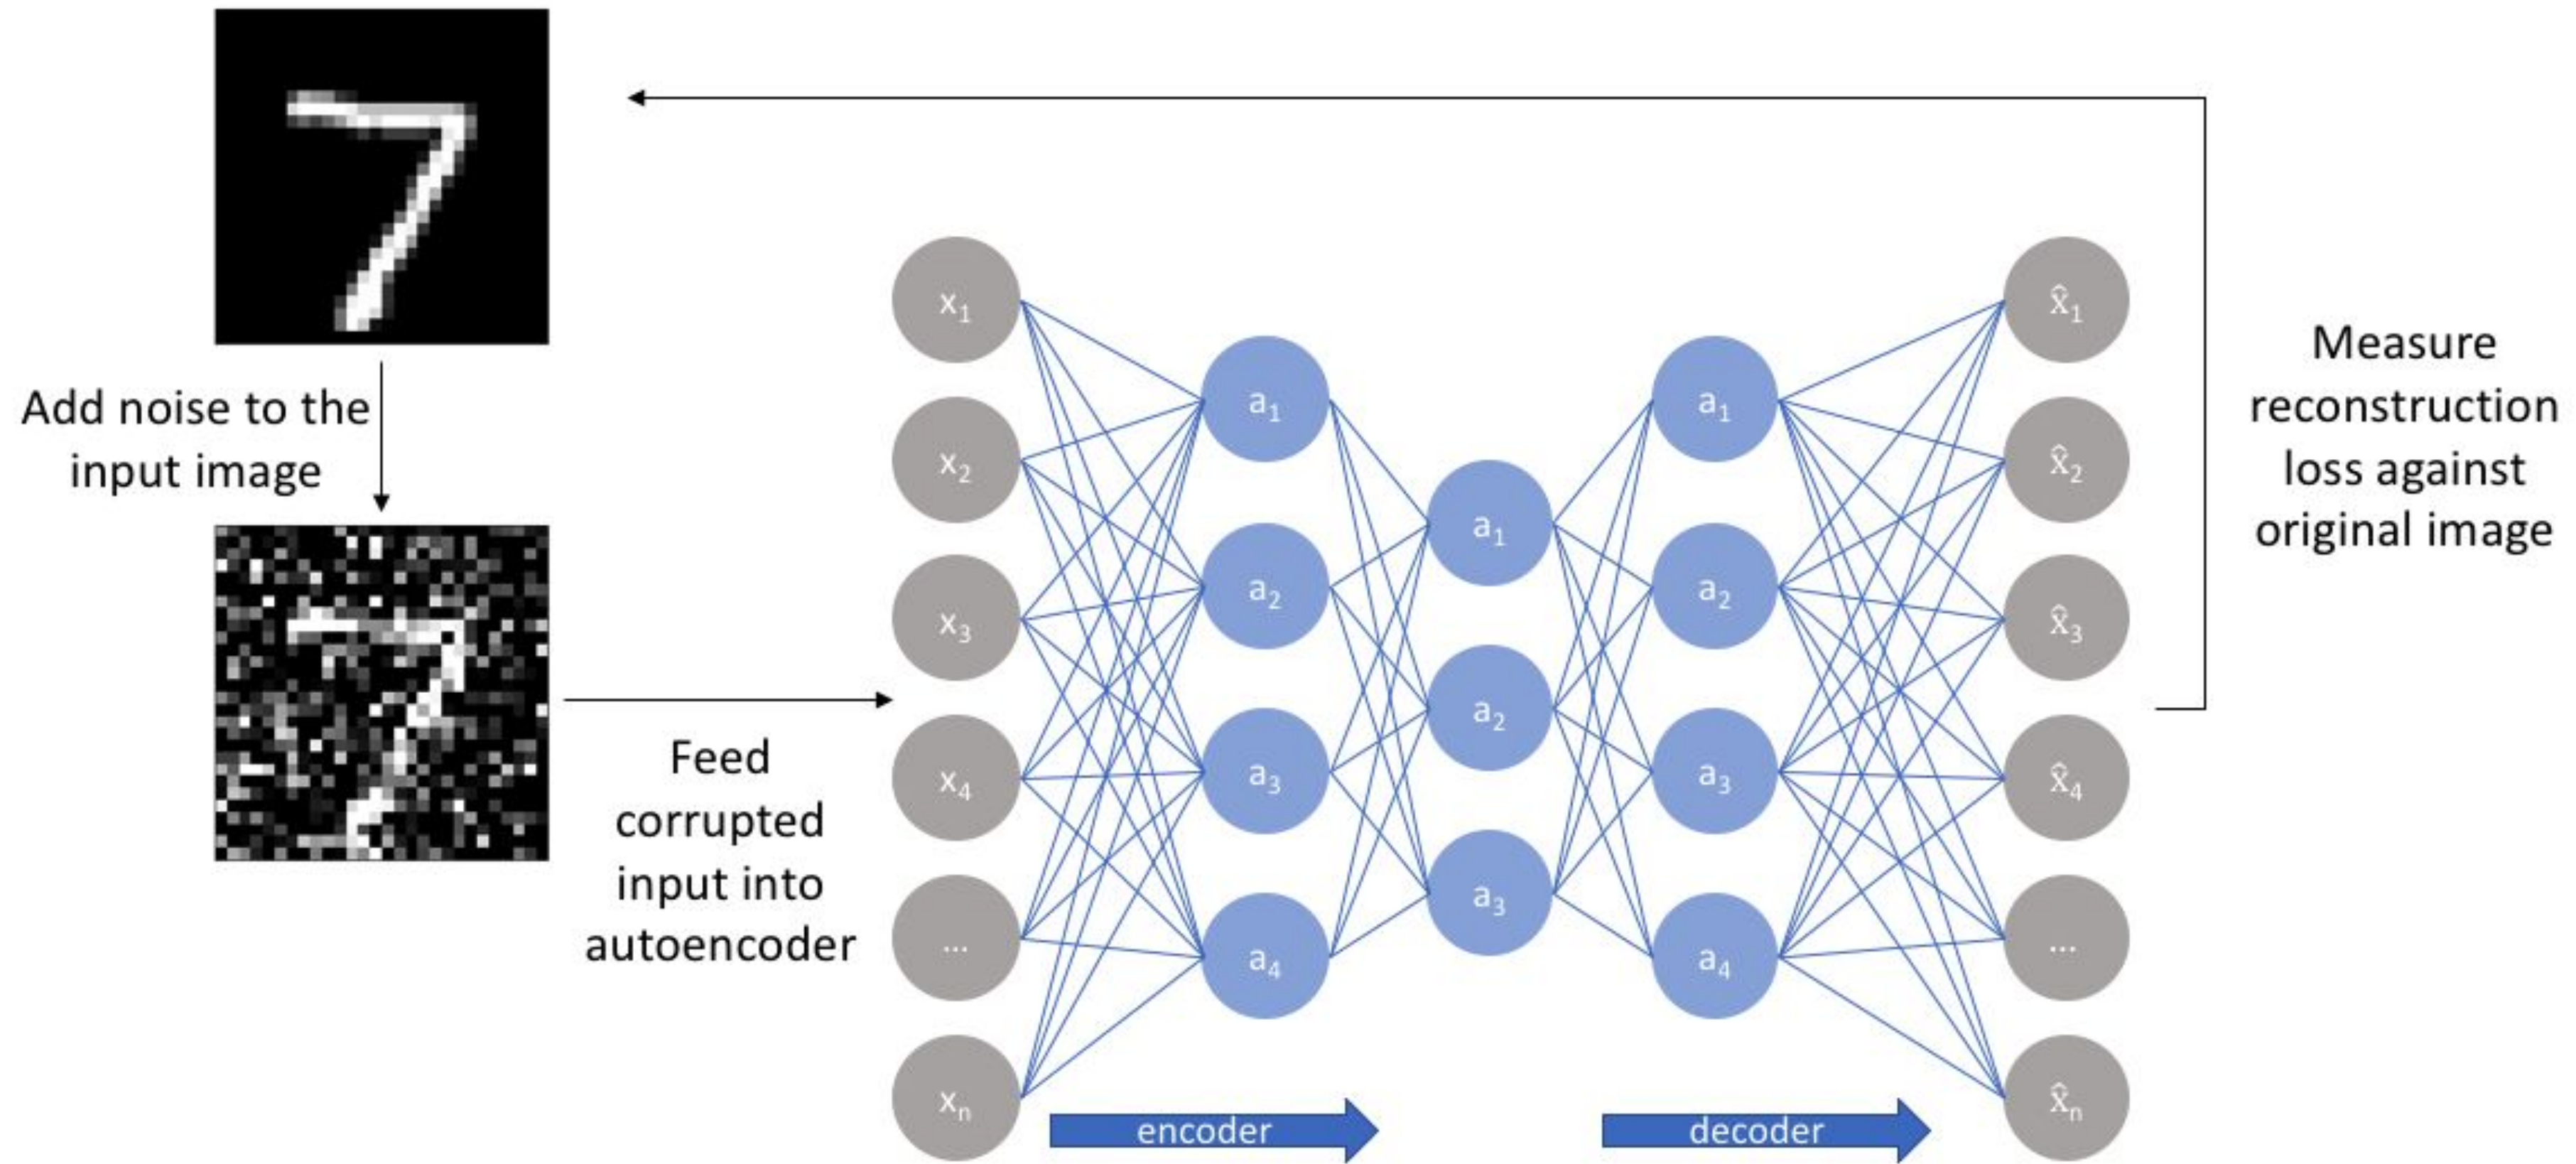 Add noise to the
input image
Feed
corrupted
input into
autoencoder
x₁
x₂
x₃
x₄
...
xₙ
a₁
a₂
a₃
a₄
a₁
a₂
a₃
a₁
a₂
a₃
a₄
x̂₁
x̂₂
x̂₃
x̂₄
...
x̂ₙ
encoder
decoder
Measure
reconstruction
loss against
original image